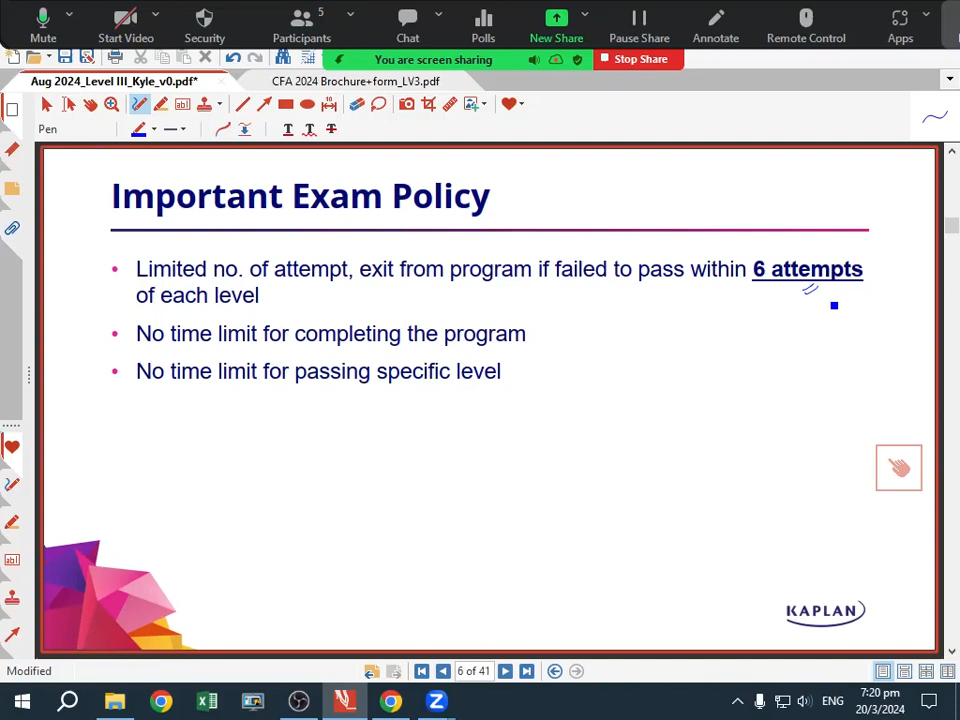 Mute
Start Video
Security
Participants
5
Chat
Polls
New Share
Pause Share
Annotate
Remote Control
Apps
You are screen sharing
Stop Share
Aug 2024_Level III_Kyle_v0.pdf*
CFA 2024 Brochure+form_LV3.pdf
Pen
Important Exam Policy
• Limited no. of attempt, exit from program if failed to pass within 6 attempts
of each level
• No time limit for completing the program
• No time limit for passing specific level
KAPLAN
Modified
6 of 41
ENG
7:20 pm
20/3/2024